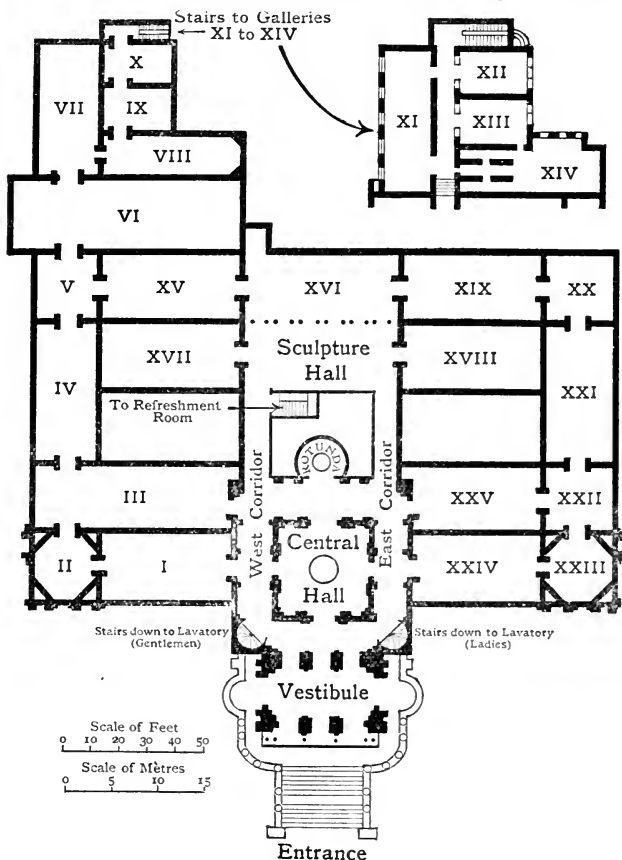 Stairs to Galleries
XI to XIV
X
VII
IX
VIII
XII
XI
XIII
XIV
VI
V
XV
XVI
XIX
XX
XVII
Sculpture
Hall
XVIII
IV
XXI
To Refreshment
Room
ROTUNDA
West Corridor
East Corridor
III
XXV
XXII
Central
Hall
II
I
XXIV
XXIII
Stairs down to Lavatory
(Gentlemen)
Stairs down to Lavatory
(Ladies)
Vestibule
Scale of Feet
0 10 20 30 40 50
Scale of Mètres
0 5 10 15
Entrance